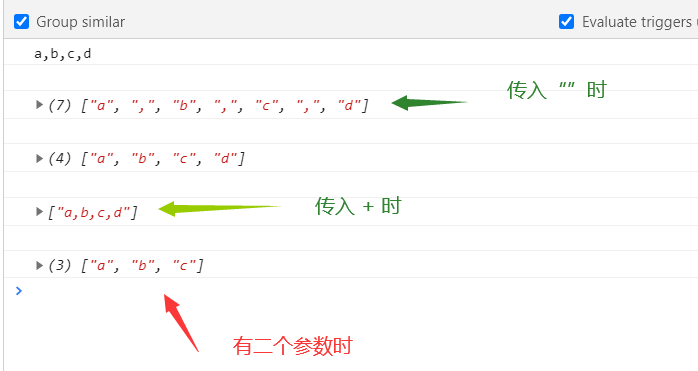 Group similar
Evaluate triggers
a,b,c,d
(7) ["a", ",", "b", ",", "c", ",", "d"]
传入“”时
(4) ["a", "b", "c", "d"]
["a,b,c,d"]
传入 + 时
(3) ["a", "b", "c"]
有二个参数时